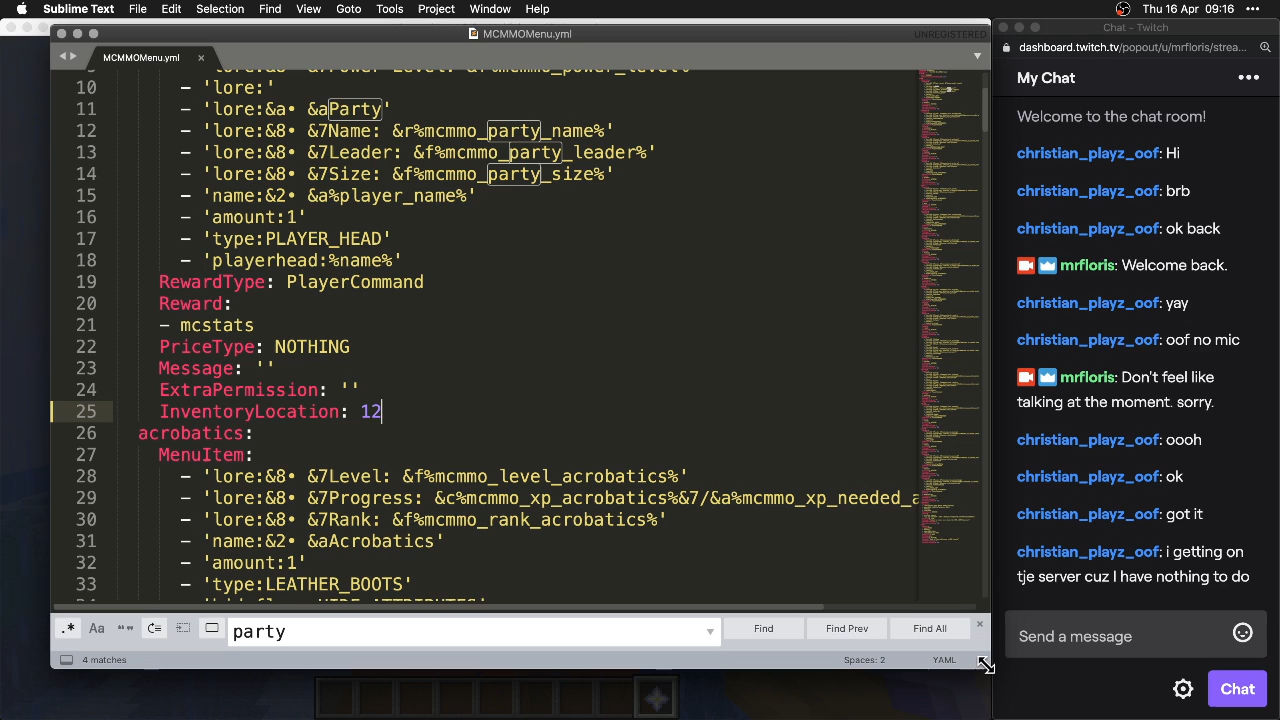 Sublime Text File Edit Selection Find View Goto Tools Project Window Help Thu 16 Apr 09:16
MCMMOMenu.yml UNREGISTERED
MCMMOMenu.yml
10 - 'lore:'
11 - 'lore:&a• &aParty'
12 - 'lore:&8• &7Name: &r%mcmmo_party_name%'
13 - 'lore:&8• &7Leader: &f%mcmmo_party_leader%'
14 - 'lore:&8• &7Size: &f%mcmmo_party_size%'
15 - 'name:&2• &a%player_name%'
16 - 'amount:1'
17 - 'type:PLAYER_HEAD'
18 - 'playerhead:%name%'
19 RewardType: PlayerCommand
20 Reward:
21 - mcstats
22 PriceType: NOTHING
23 Message: ''
24 ExtraPermission: ''
25 InventoryLocation: 12
26 acrobatics:
27 MenuItem:
28 - 'lore:&8• &7Level: &f%mcmmo_level_acrobatics%'
29 - 'lore:&8• &7Progress: &c%mcmmo_xp_acrobatics%&7/&a%mcmmo_xp_needed_a
30 - 'lore:&8• &7Rank: &f%mcmmo_rank_acrobatics%'
31 - 'name:&2• &aAcrobatics'
32 - 'amount:1'
33 - 'type:LEATHER_BOOTS'
.* Aa “” party Find Find Prev Find All
4 matches Spaces: 2 YAML
Chat - Twitch
dashboard.twitch.tv/popout/u/mrfloris/strea...
My Chat
Welcome to the chat room!
christian_playz_oof: Hi
christian_playz_oof: brb
christian_playz_oof: ok back
mrfloris: Welcome back.
christian_playz_oof: yay
christian_playz_oof: oof no mic
mrfloris: Don't feel like
talking at the moment. sorry.
christian_playz_oof: oooh
christian_playz_oof: ok
christian_playz_oof: got it
christian_playz_oof: i getting on
tje server cuz I have nothing to do
Send a message
Chat